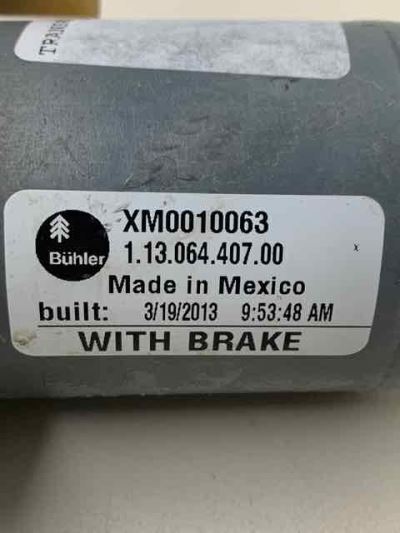 TRANS
Bühler
XM0010063
1.13.064.407.00
x
Made in Mexico
built: 3/19/2013 9:53:48 AM
WITH BRAKE